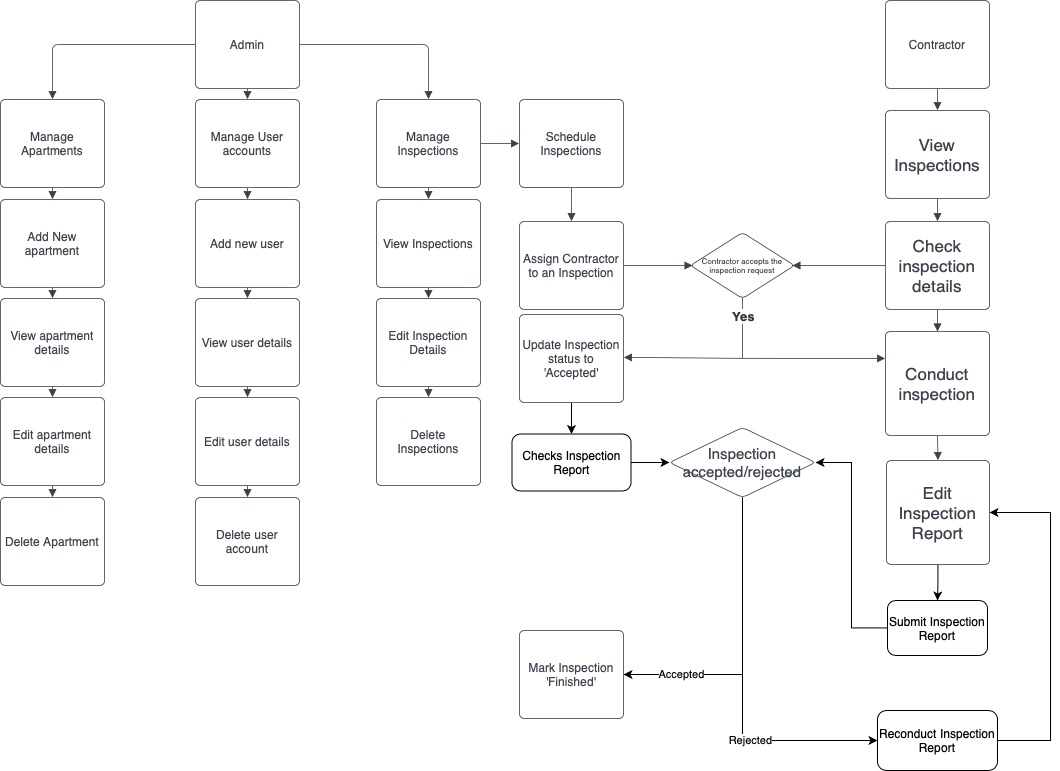 Admin
Contractor
Manage
Apartments
Manage User
accounts
Manage
Inspections
Schedule
Inspections
View
Inspections
Add New
apartment
Add new user
View Inspections
Assign Contractor
to an Inspection
Contractor accepts the
inspection request
Check
inspection
details
Yes
View apartment
details
View user details
Edit Inspection
Details
Update Inspection
status to
'Accepted'
Conduct
inspection
Edit apartment
details
Edit user details
Delete
Inspections
Checks Inspection
Report
Inspection
accepted/rejected
Edit
Inspection
Report
Delete Apartment
Delete user
account
Submit Inspection
Report
Mark Inspection
'Finished'
Accepted
Rejected
Reconduct Inspection
Report